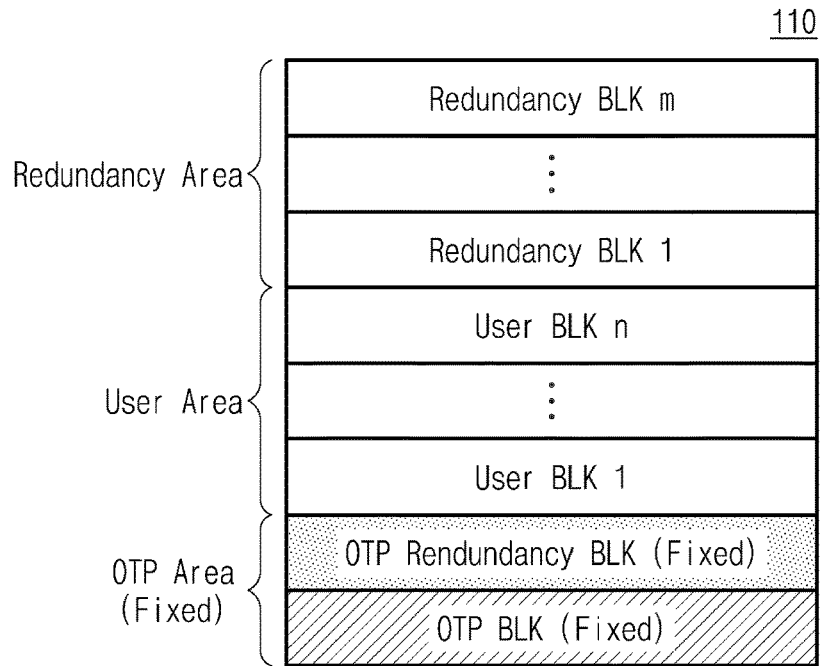 110
Redundancy BLK m
Redundancy Area
Redundancy BLK 1
User BLK n
User Area
User BLK 1
OTP Rendundancy BLK (Fixed)
OTP Area
(Fixed)
OTP BLK (Fixed)